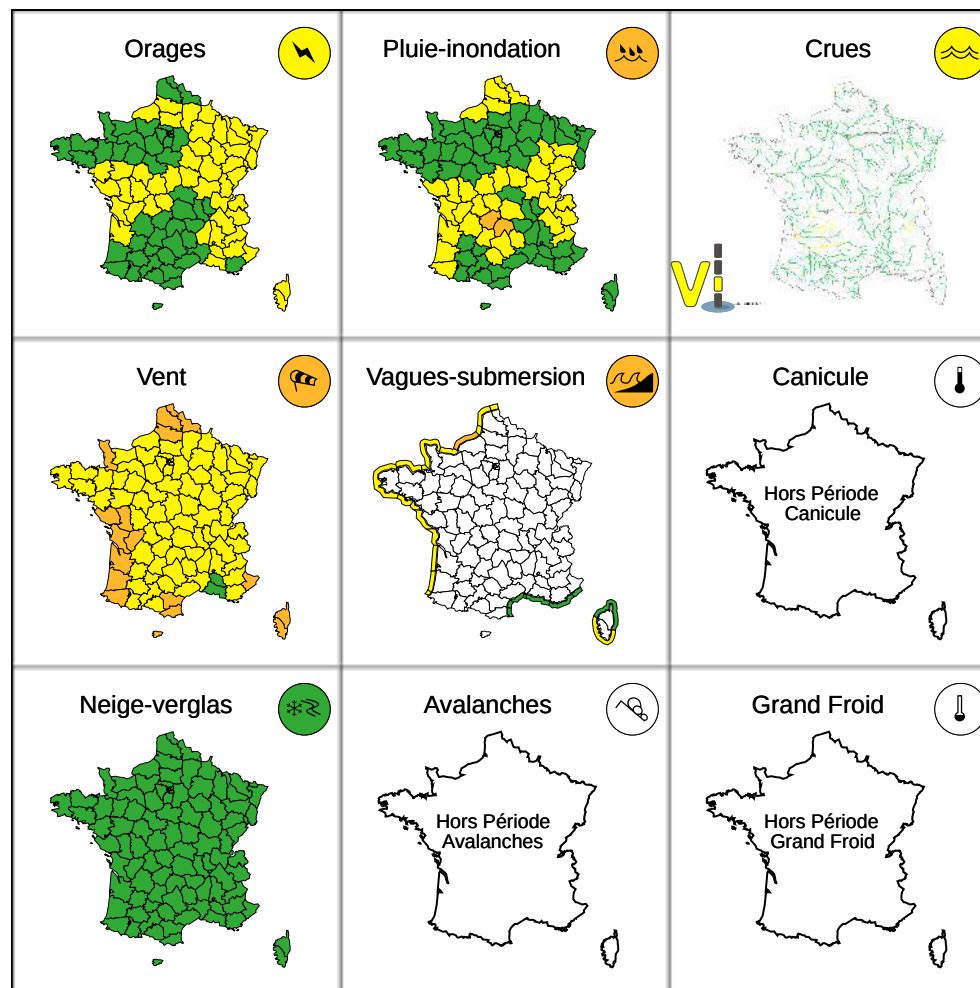 Orages
Pluie-inondation
Crues
Vi
Vent
Vagues-submersion
Canicule
Hors Période
Canicule
Neige-verglas
Avalanches
Hors Période
Avalanches
Grand Froid
Hors Période
Grand Froid